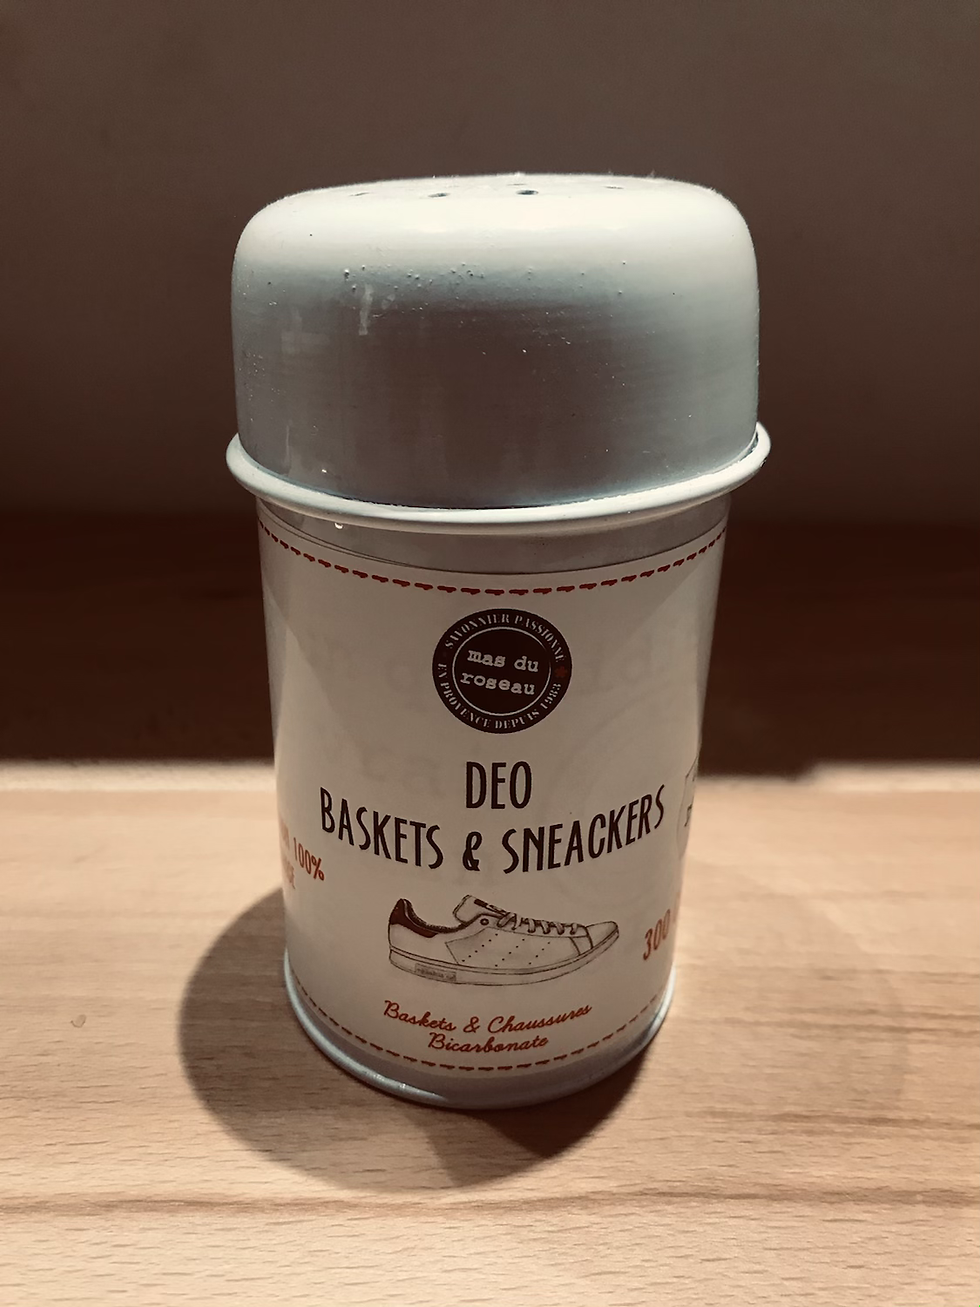 SAVONNIER PASSIONNÉ
mas du
roseau
EN PROVENCE DEPUIS 1983
DEO
BASKETS & SNEACKERS
100%
300
Baskets & Chaussures
Bicarbonate